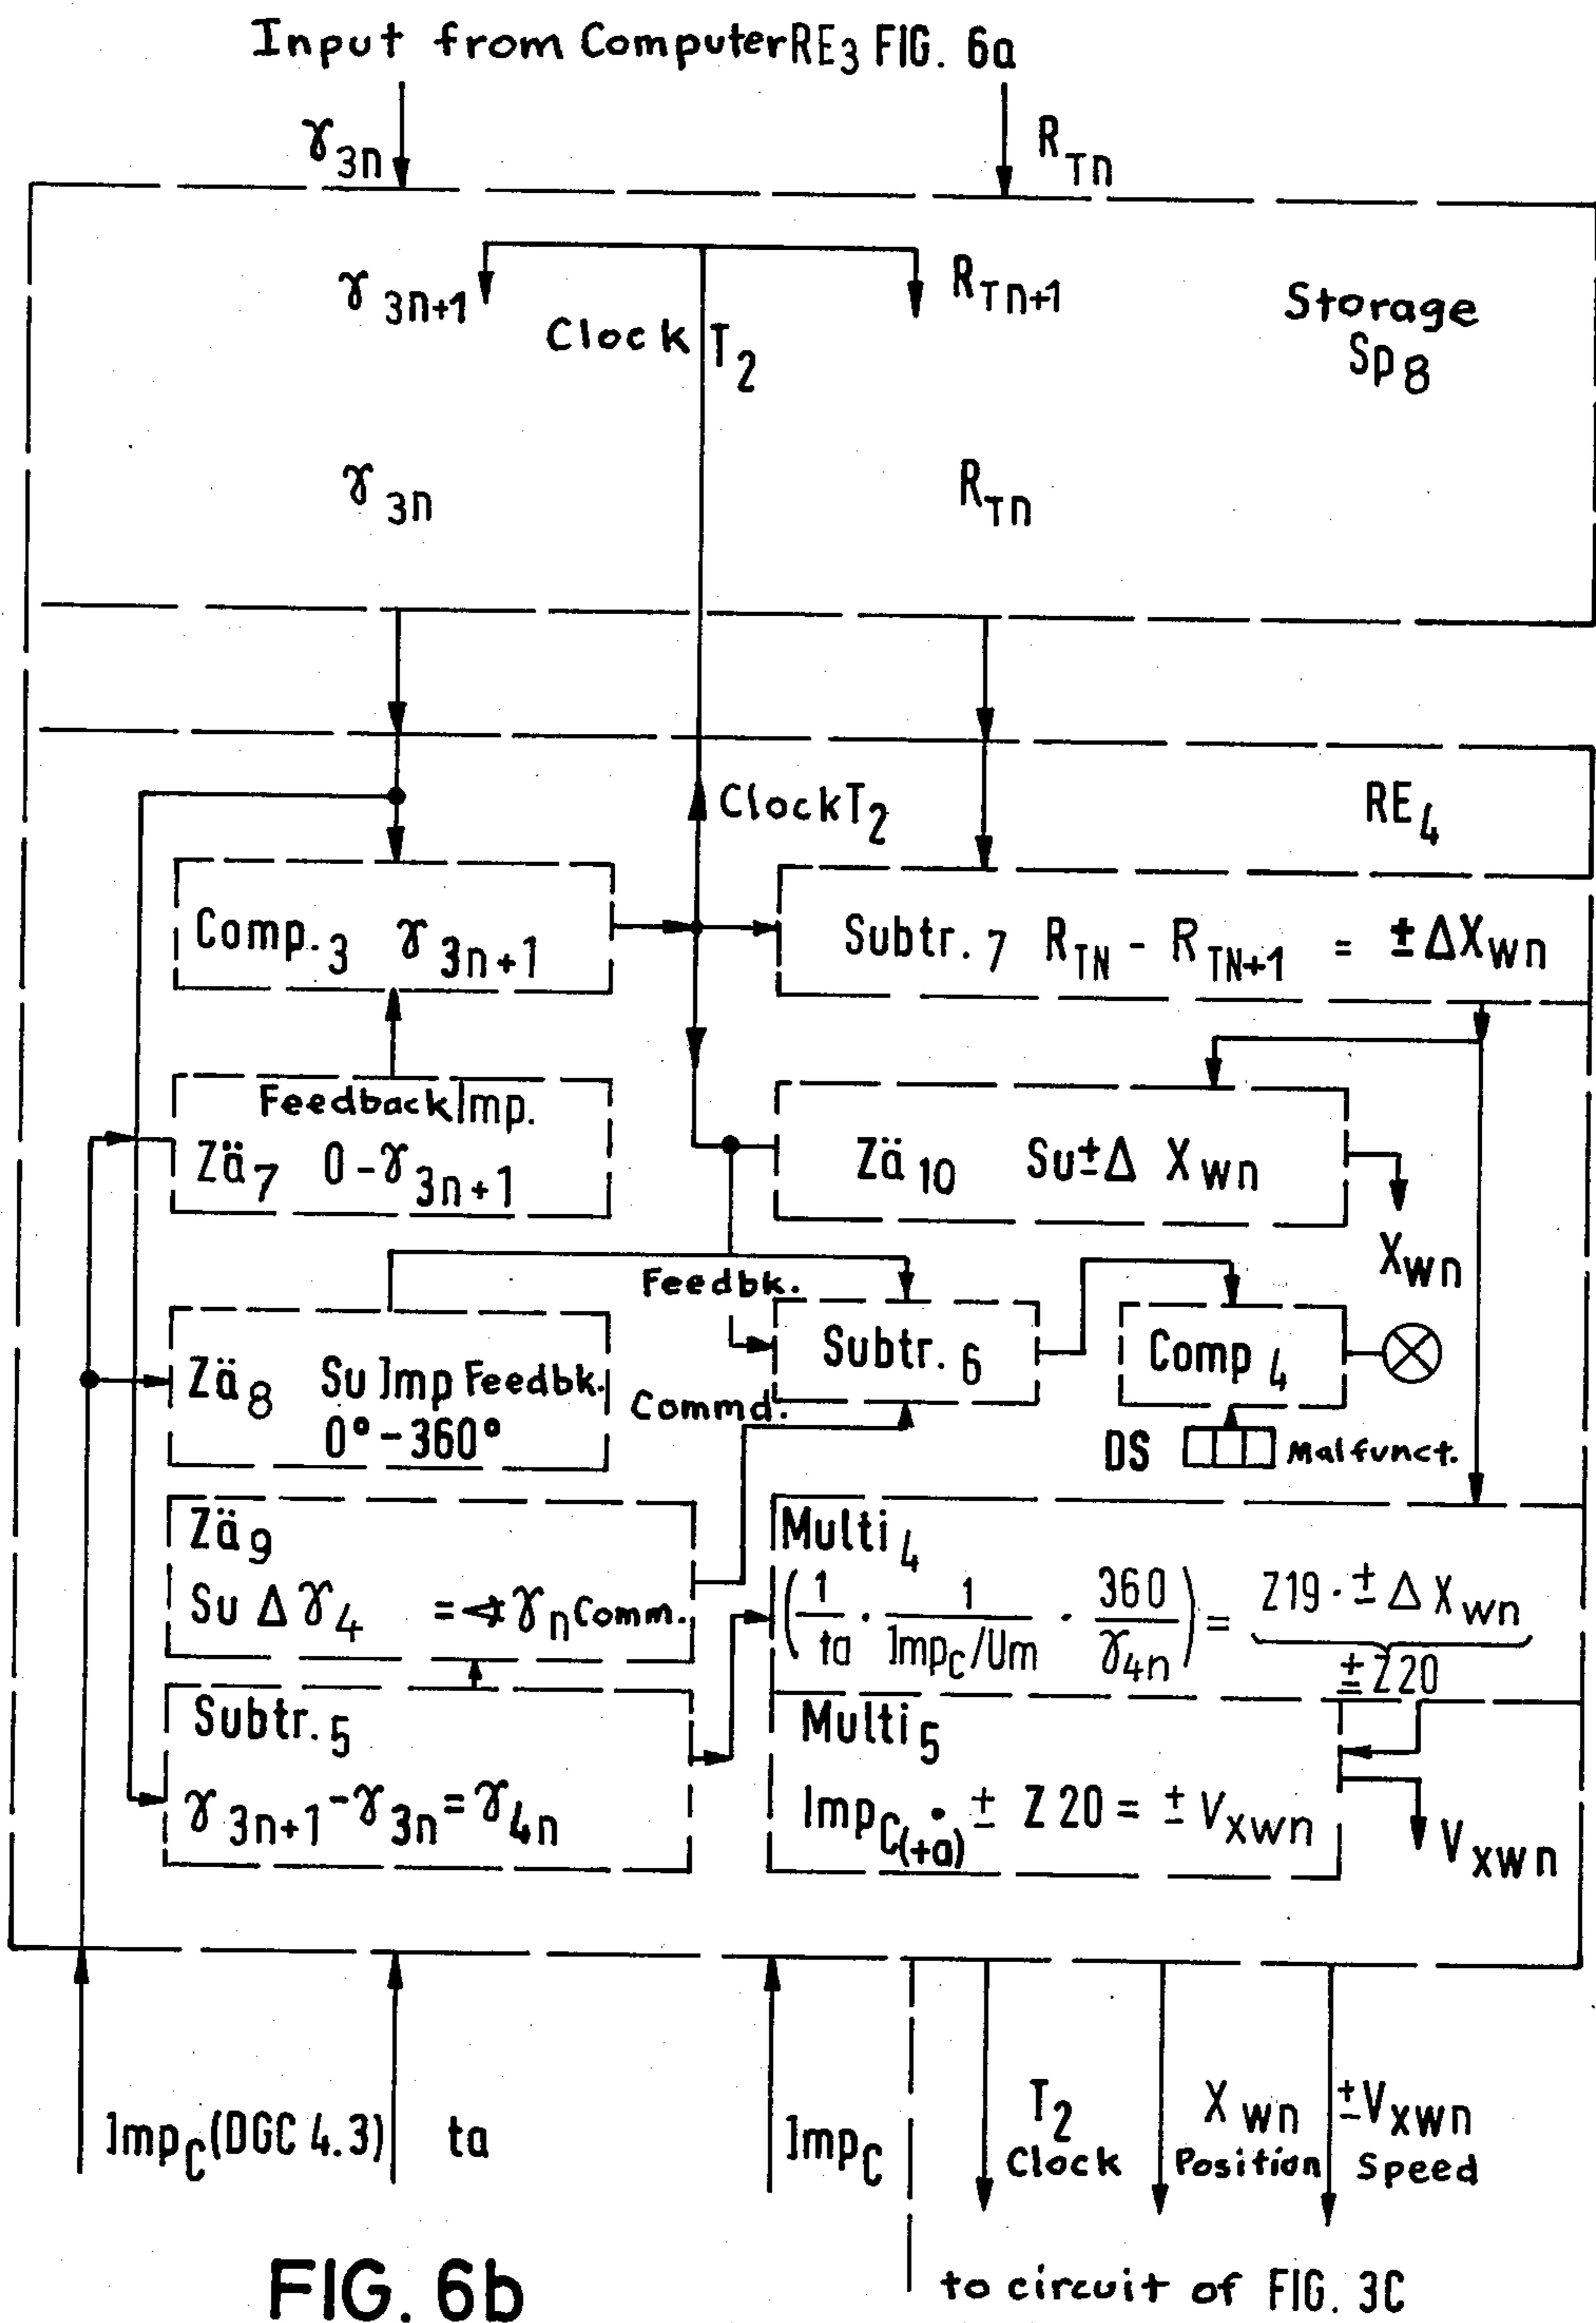 Input from Computer RE3 FIG. 6a
γ3n
RTn
γ3n+1
RTn+1
Clock T2
Storage
Sp8
γ3n
RTn
Clock T2
RE4
Comp.3 γ3n+1
Subtr.7 RTN - RTN+1 = ±ΔXwn
Feedback Imp.
Zä7 0-γ3n+1
Zä10 Su±Δ Xwn
Xwn
Feedbk.
Zä8 Su Imp Feedbk.
0°-360°
Subtr.6
Comp4
Commd.
DS
Malfunct.
Zä9
Su Δγ4 =∢γn Comm.
Multi4
(1/ta · 1/ImpC/Um · 360/γ4n) = Z19 · ± Δ Xwn
± Z20
Subtr.5
γ3n+1-γ3n=γ4n
Multi5
ImpC(+a) · ± Z20 = ± VXwn
VXwn
ImpC(DGC 4.3)
ta
ImpC
T2
Clock
Xwn
Position
±VXwn
Speed
to circuit of FIG. 3C
FIG. 6b